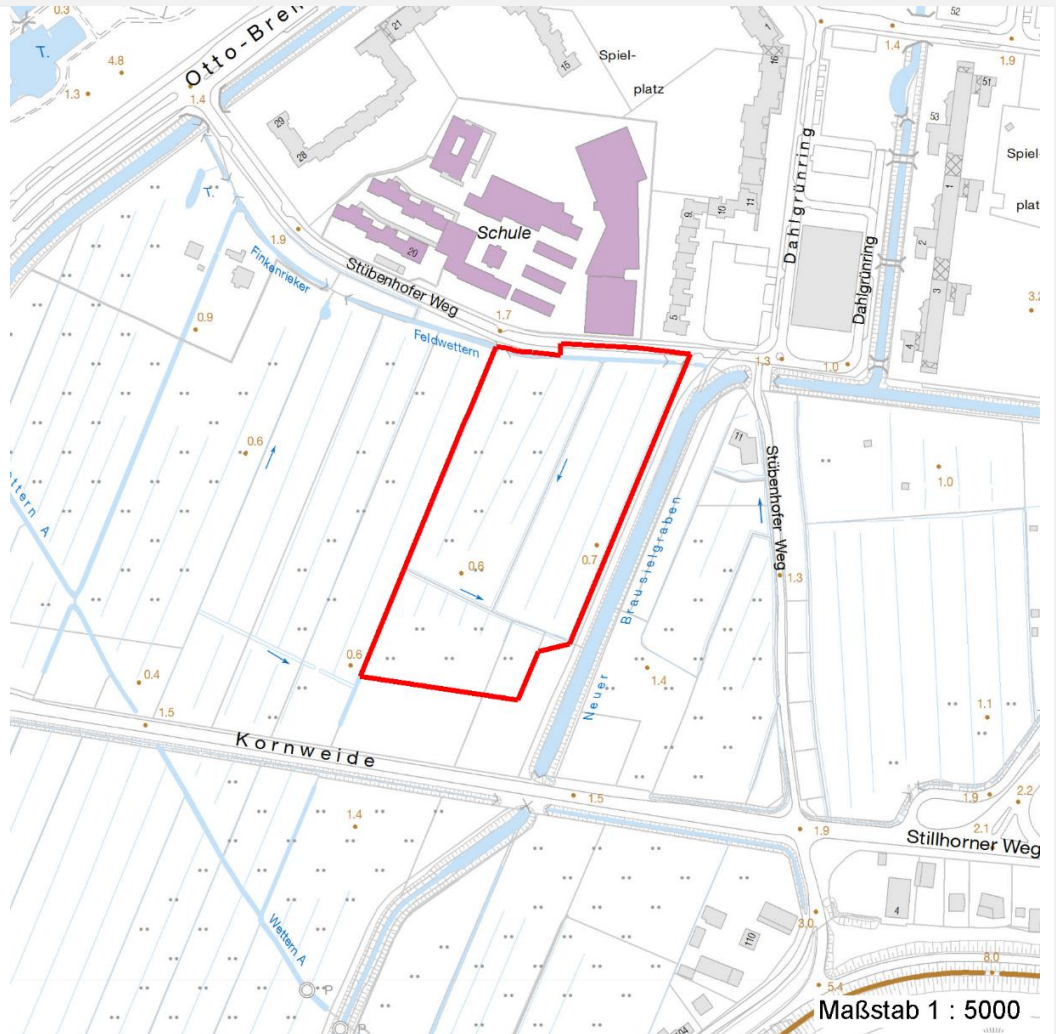 0.3
T.
4.8
1.3
Otto-Bren
1.4
21
15
Spiel-
platz
1
16
52
1.4
1.9
51
53
Spiel-
plat
29
28
T.
1.9
20
Schule
Stübenhofer Weg
Finkenrieker
Feldwettern
1.7
9
10
11
5
Dahlgrünring
Dahlgrünring
1
2
3
4
3.2
1.3
1.0
0.9
0.6
0.6
0.7
0.6
0.4
ttern A
11
Stübenhofer Weg
1.3
1.0
1.4
1.1
Neuer Brausielgraben
1.5
Kornweide
1.5
1.4
1.9
1.9
2.2
2.1
Stillhorner Weg
4
3.0
110
Wettern A
P
8.0
5.4
Maßstab 1 : 5000